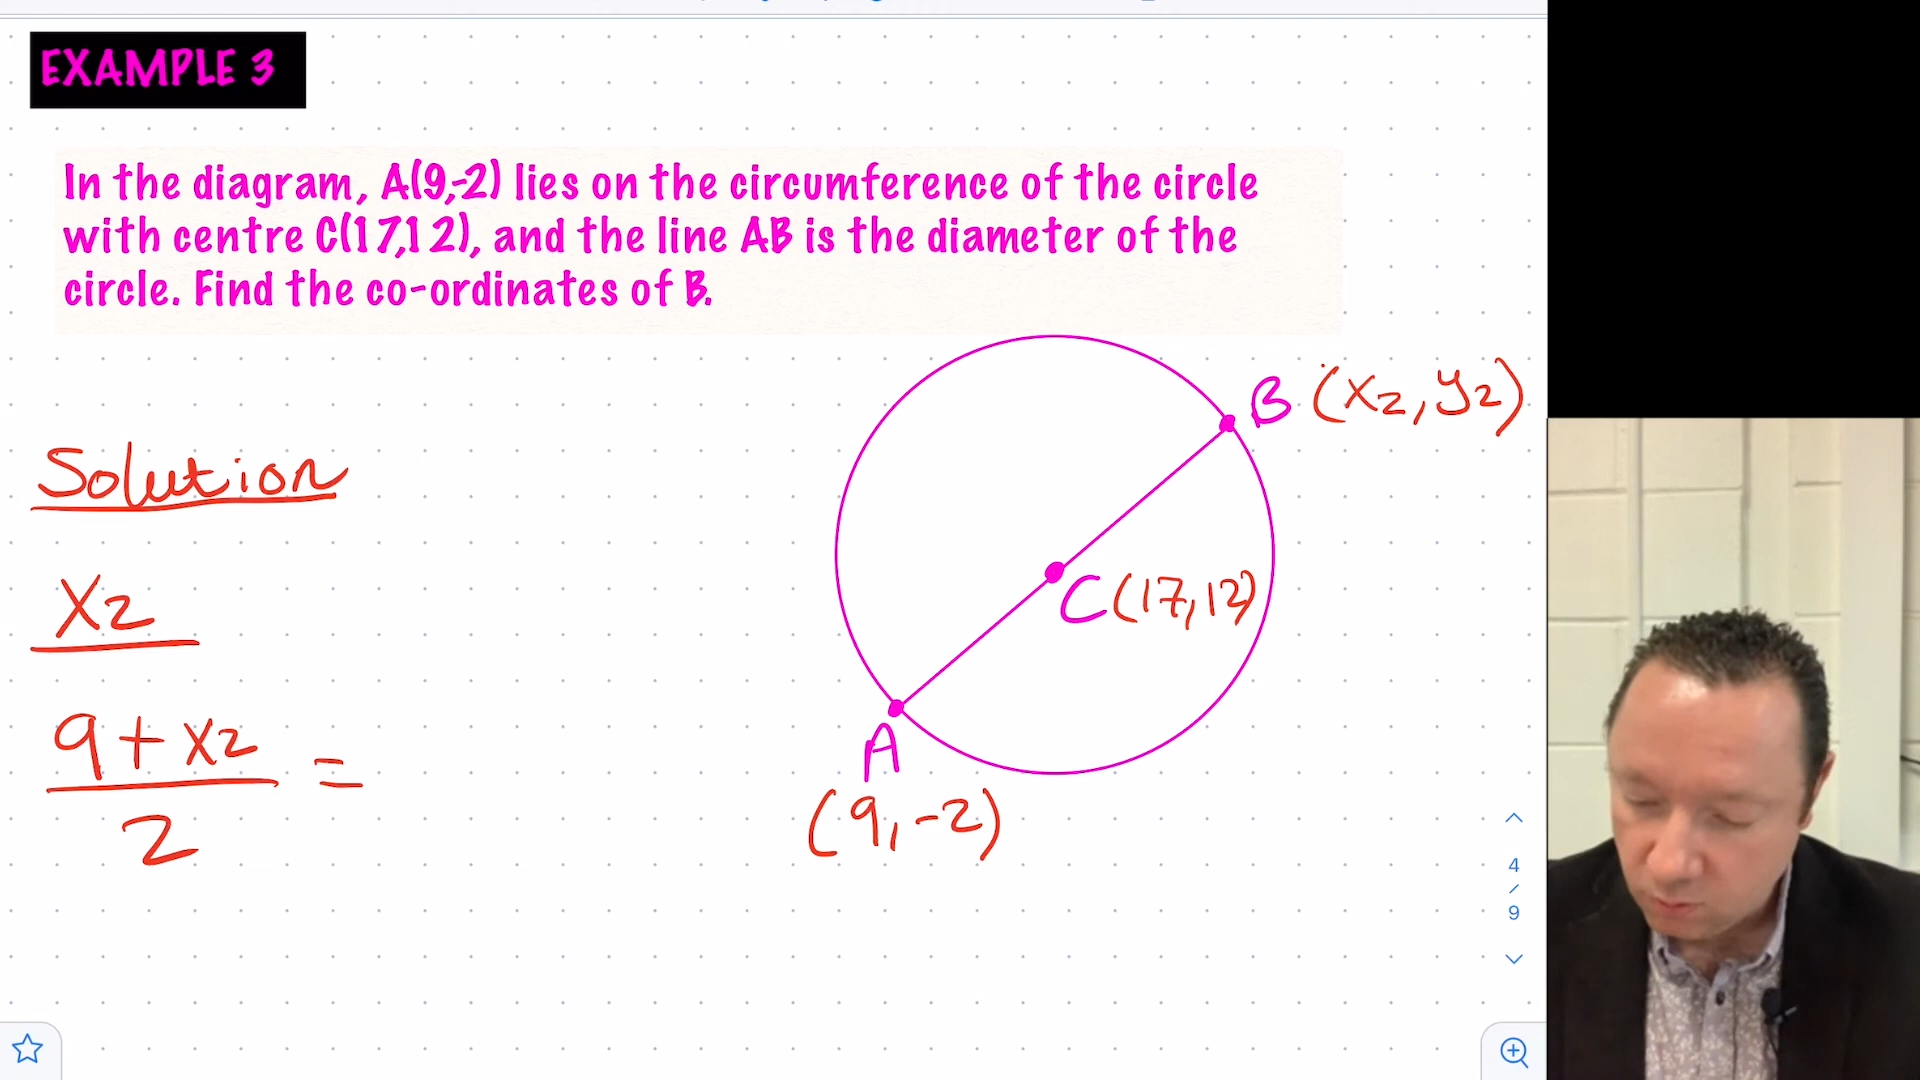 EXAMPLE 3
In the diagram, A(9,-2) lies on the circumference of the circle
with centre C(17,12), and the line AB is the diameter of the
circle. Find the co-ordinates of B.
B (x2, y2)
Solution
C(17,12)
x2
9 + x2
2
=
A
(9,-2)
4
/
9